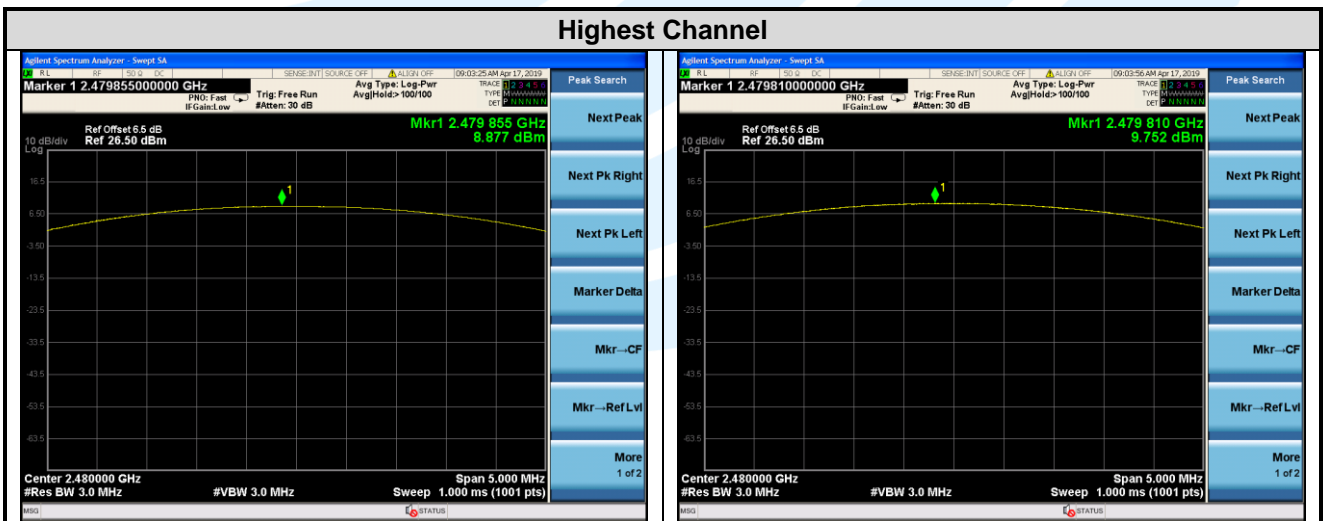 Highest Channel
Agilent Spectrum Analyzer - Swept SA
RL RF 50 Ω DC SENSE:INT SOURCE OFF ALIGN OFF 09:03:25 AM Apr 17, 2019
Marker 1 2.479855000000 GHz
PNO: Fast
IFGain:Low
Trig: Free Run
#Atten: 30 dB
Avg Type: Log-Pwr
Avg|Hold:> 100/100
TRACE 1 2 3 4 5 6
TYPE M
DET P N N N N N
Ref Offset 6.5 dB
10 dB/div Ref 26.50 dBm
Log
Mkr1 2.479 855 GHz
8.877 dBm
16.5
6.50
-3.50
-13.5
-23.5
-33.5
-43.5
-53.5
-63.5
1
Center 2.480000 GHz Span 5.000 MHz
#Res BW 3.0 MHz #VBW 3.0 MHz Sweep 1.000 ms (1001 pts)
MSG STATUS
Peak Search
Next Peak
Next Pk Right
Next Pk Left
Marker Delta
Mkr→CF
Mkr→Ref Lvl
More
1 of 2
Agilent Spectrum Analyzer - Swept SA
RL RF 50 Ω DC SENSE:INT SOURCE OFF ALIGN OFF 09:03:56 AM Apr 17, 2019
Marker 1 2.479810000000 GHz
PNO: Fast
IFGain:Low
Trig: Free Run
#Atten: 30 dB
Avg Type: Log-Pwr
Avg|Hold:> 100/100
TRACE 1 2 3 4 5 6
TYPE M
DET P N N N N N
Ref Offset 6.5 dB
10 dB/div Ref 26.50 dBm
Log
Mkr1 2.479 810 GHz
9.752 dBm
16.5
6.50
-3.50
-13.5
-23.5
-33.5
-43.5
-53.5
-63.5
1
Center 2.480000 GHz Span 5.000 MHz
#Res BW 3.0 MHz #VBW 3.0 MHz Sweep 1.000 ms (1001 pts)
MSG STATUS
Peak Search
Next Peak
Next Pk Right
Next Pk Left
Marker Delta
Mkr→CF
Mkr→Ref Lvl
More
1 of 2